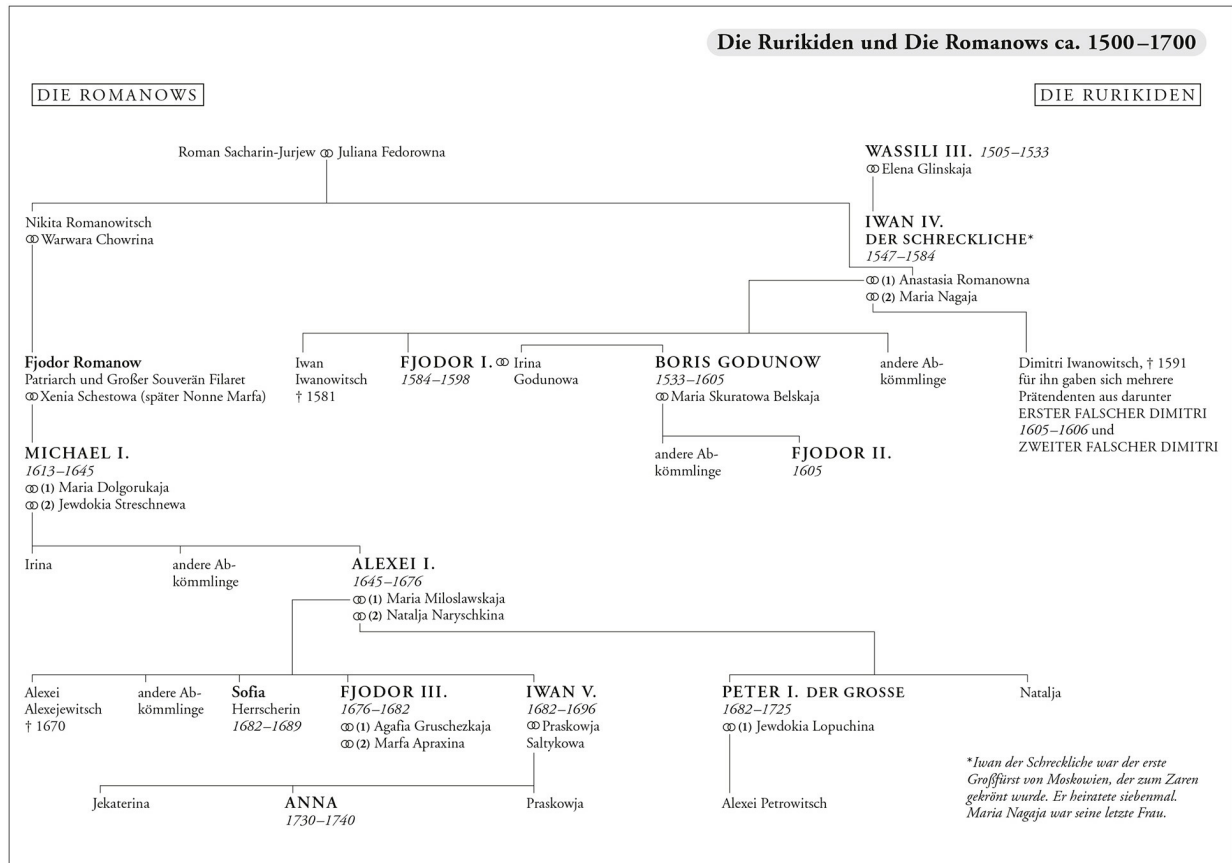 Die Rurikiden und Die Romanows ca. 1500–1700
DIE ROMANOWS
DIE RURIKIDEN
Roman Sacharin-Jurjew ⚭ Juliana Fedorowna
WASSILI III. 1505–1533
⚭ Elena Glinskaja
Nikita Romanowitsch
⚭ Warwara Chowrina
IWAN IV.
DER SCHRECKLICHE*
1547–1584
⚭ (1) Anastasia Romanowna
⚭ (2) Maria Nagaja
Fjodor Romanow
Patriarch und Großer Souverän Filaret
⚭ Xenia Schestowa (später Nonne Marfa)
Iwan
Iwanowitsch
† 1581
FJODOR I. ⚭ Irina
1584–1598
Godunowa
BORIS GODUNOW
1533–1605
⚭ Maria Skuratowa Belskaja
andere Ab-
kömmlinge
Dimitri Iwanowitsch, † 1591
für ihn gaben sich mehrere
Prätendenten aus darunter
ERSTER FALSCHER DIMITRI
1605–1606 und
ZWEITER FALSCHER DIMITRI
MICHAEL I.
1613–1645
⚭ (1) Maria Dolgorukaja
⚭ (2) Jewdokia Streschnewa
andere Ab-
kömmlinge
FJODOR II.
1605
Irina
andere Ab-
kömmlinge
ALEXEI I.
1645–1676
⚭ (1) Maria Miloslawskaja
⚭ (2) Natalja Naryschkina
Alexei
Alexejewitsch
† 1670
andere Ab-
kömmlinge
Sofia
Herrscherin
1682–1689
FJODOR III.
1676–1682
⚭ (1) Agafia Gruschezkaja
⚭ (2) Marfa Apraxina
IWAN V.
1682–1696
⚭ Praskowja
Saltykowa
PETER I. DER GROSSE
1682–1725
⚭ (1) Jewdokia Lopuchina
Natalja
Jekaterina
ANNA
1730–1740
Praskowja
Alexei Petrowitsch
*Iwan der Schreckliche war der erste
Großfürst von Moskowien, der zum Zaren
gekrönt wurde. Er heiratete siebenmal.
Maria Nagaja war seine letzte Frau.